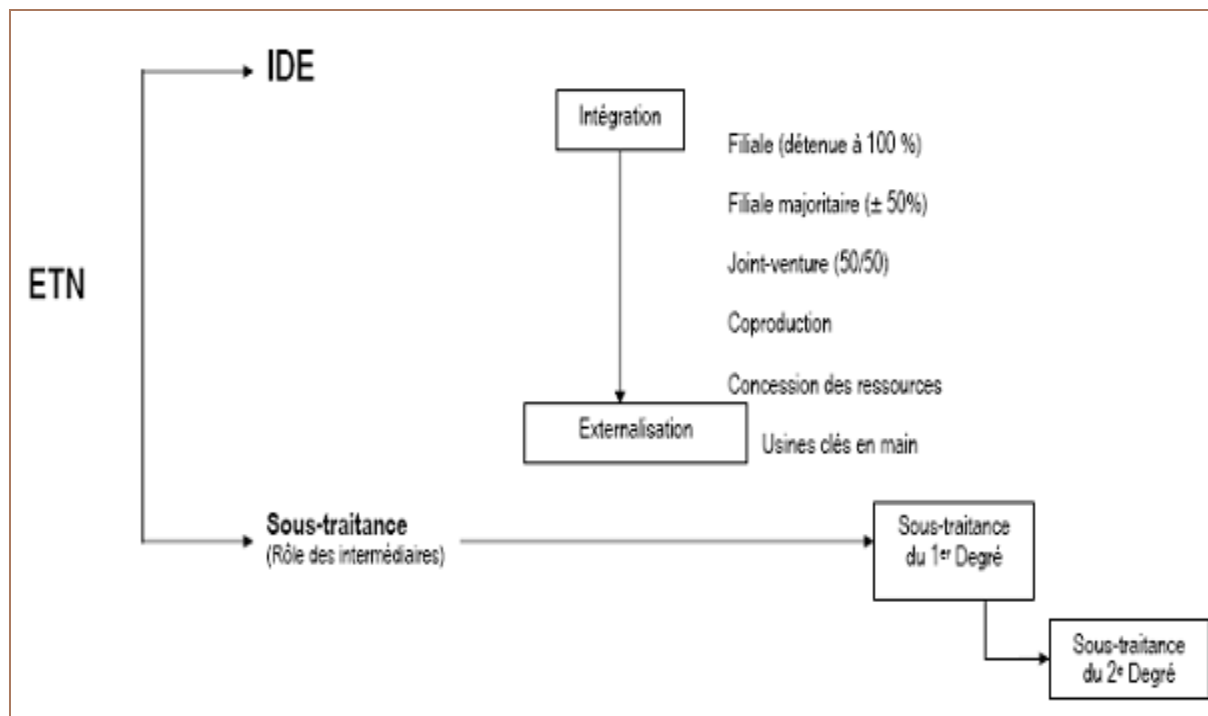 IDE
Intégration
Filiale (détenue à 100 %)
Filiale majoritaire (± 50%)
ETN
Joint-venture (50/50)
Coproduction
Concession des ressources
Externalisation
Usines clés en main
Sous-traitance
(Rôle des intermédiaires)
Sous-traitance
du 1er Degré
Sous-traitance
du 2e Degré